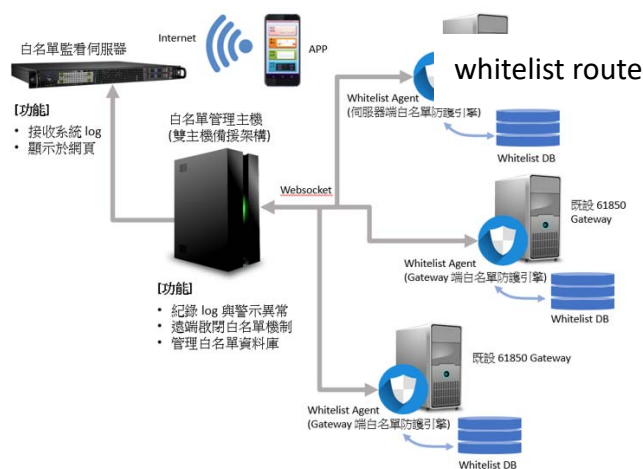 Internet
APP
白名單監看伺服器
[功能]
• 接收系統 log
• 顯示於網頁
白名單管理主機
(雙主機備援架構)
Websocket
[功能]
• 紀錄 log 與警示異常
• 遠端啟閉白名單機制
• 管理白名單資料庫
whitelist route
Whitelist Agent
(伺服器端白名單防護引擎)
Whitelist DB
既設 61850
Gateway
Whitelist Agent
(Gateway 端白名單防護引擎)
Whitelist DB
既設 61850 Gateway
Whitelist Agent
(Gateway 端白名單防護引擎)
Whitelist DB